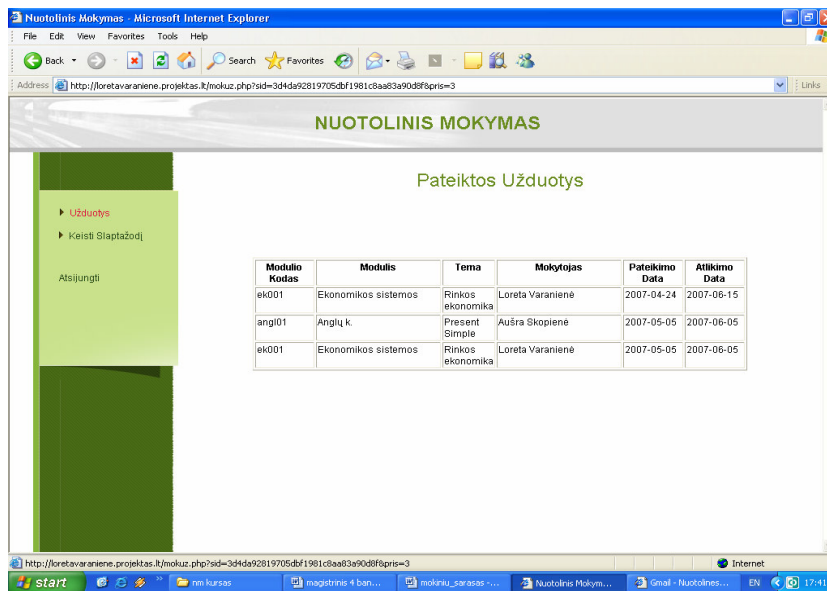 Nuotolinis Mokymas - Microsoft Internet Explorer
File Edit View Favorites Tools Help
Back Search Favorites
Address http://loretavaraniene.projektas.lt/mokuz.php?sid=3d4da92819705dbf1981c8aa83a90d8f&pris=3 Links
NUOTOLINIS MOKYMAS
Pateiktos Užduotys
Užduotys
Keisti Slaptažodį
Atsijungti
Modulio Kodas Modulis Tema Mokytojas Pateikimo Data Atlikimo Data
ek001 Ekonomikos sistemos Rinkos ekonomika Loreta Varanienė 2007-04-24 2007-06-15
angl01 Anglų k. Present Simple Aušra Skopienė 2007-05-05 2007-06-05
ek001 Ekonomikos sistemos Rinkos ekonomika Loreta Varanienė 2007-05-05 2007-06-05
http://loretavaraniene.projektas.lt/mokuz.php?sid=3d4da92819705dbf1981c8aa83a90d8f&pris=3 Internet
start nm kursas magistrinis 4 ban... mokiniu_sarasas -... Nuotolinis Mokym... Gmail - Nuotolines... EN 17:41